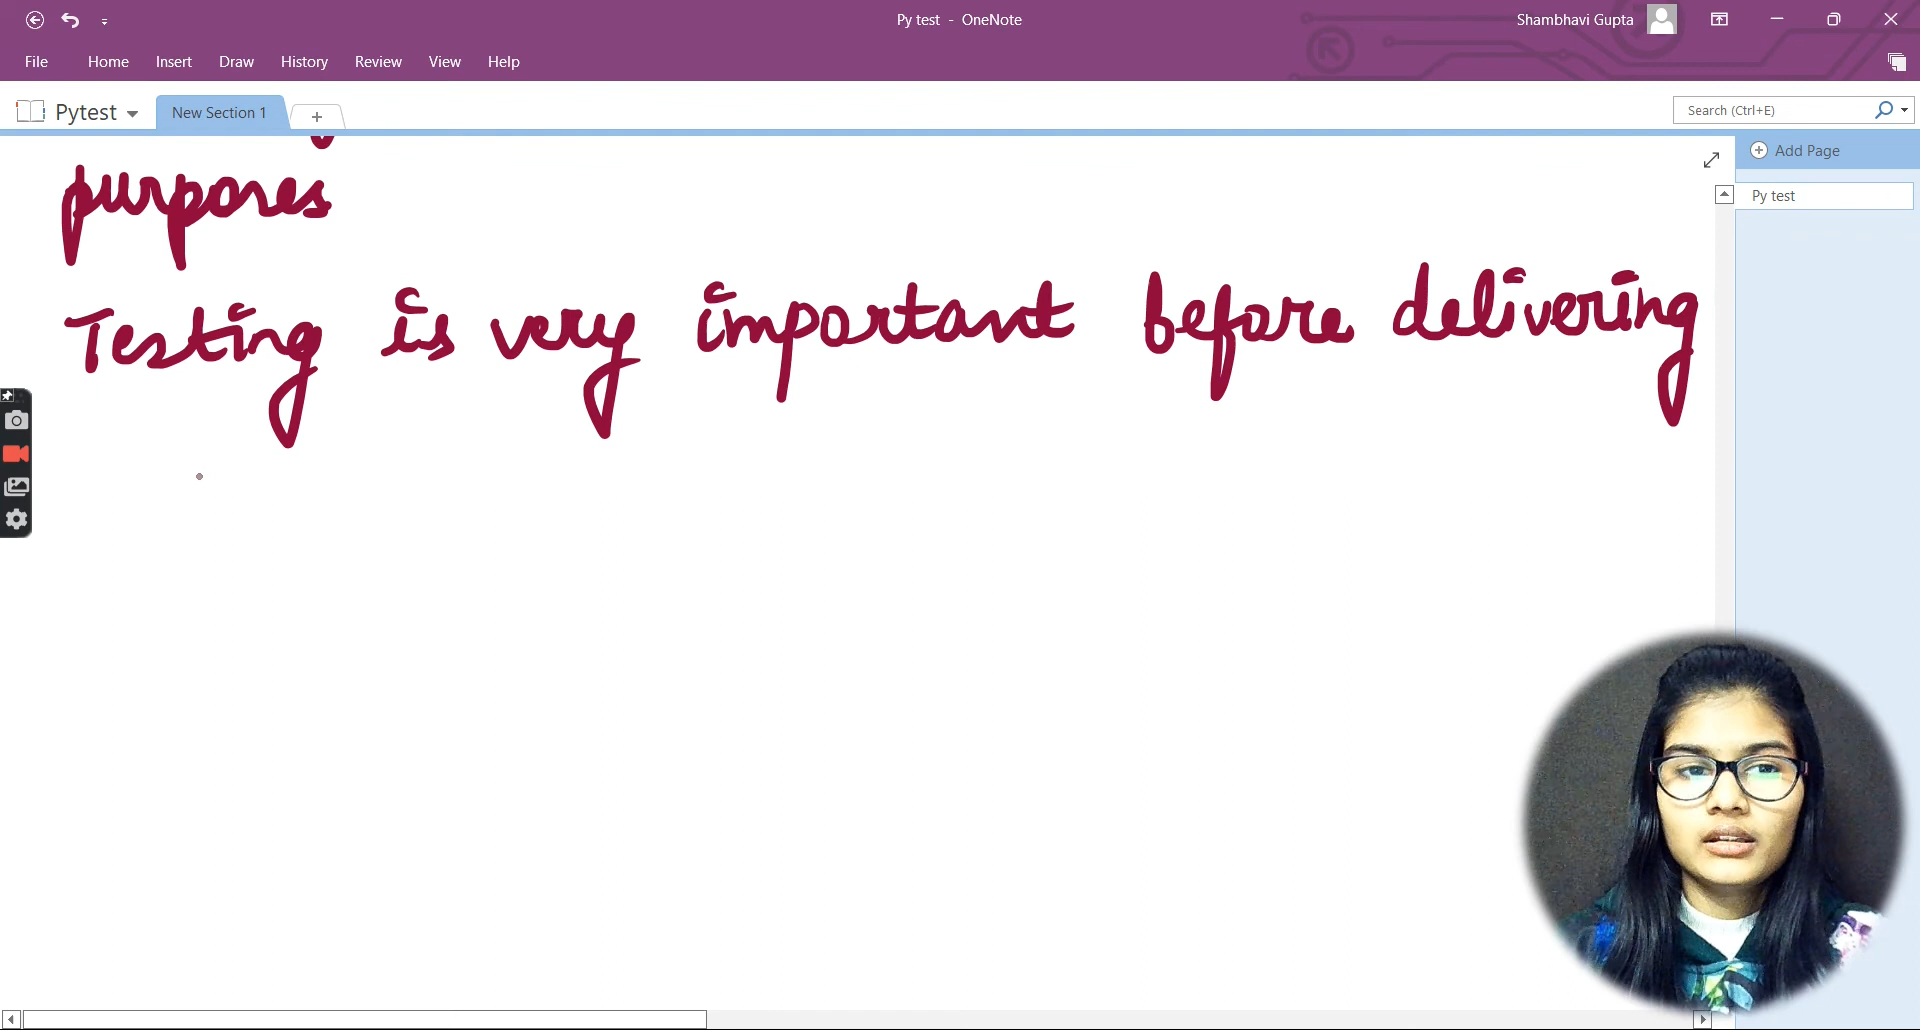 Py test - OneNote
Shambhavi Gupta
File Home Insert Draw History Review View Help
Pytest New Section 1 +
Search (Ctrl+E)
Add Page
Py test
purposes
Testing is very important before delivering